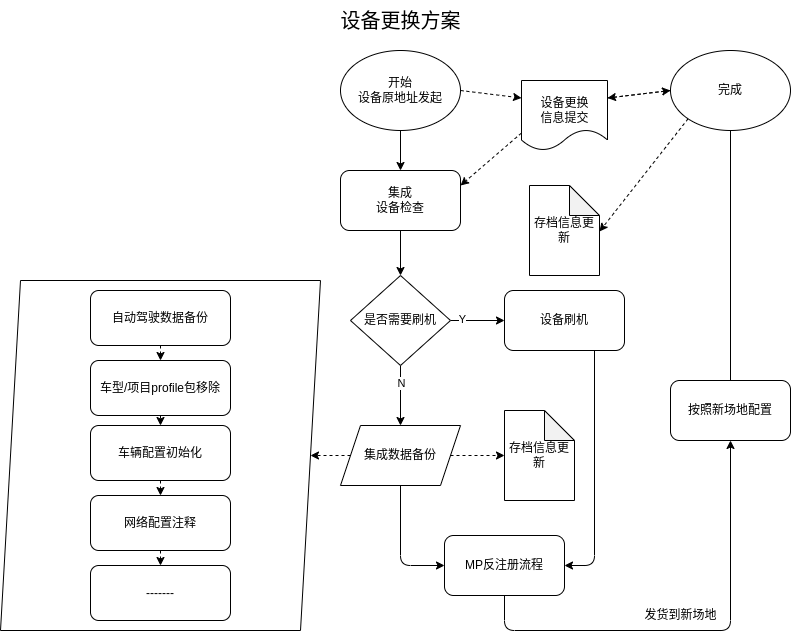 设备更换方案
开始
设备原地址发起
设备更换
信息提交
完成
集成
设备检查
存档信息更
新
自动驾驶数据备份
是否需要刷机
Y
设备刷机
车型/项目profile包移除
N
按照新场地配置
车辆配置初始化
集成数据备份
存档信息更
新
网络配置注释
MP反注册流程
-------
发货到新场地